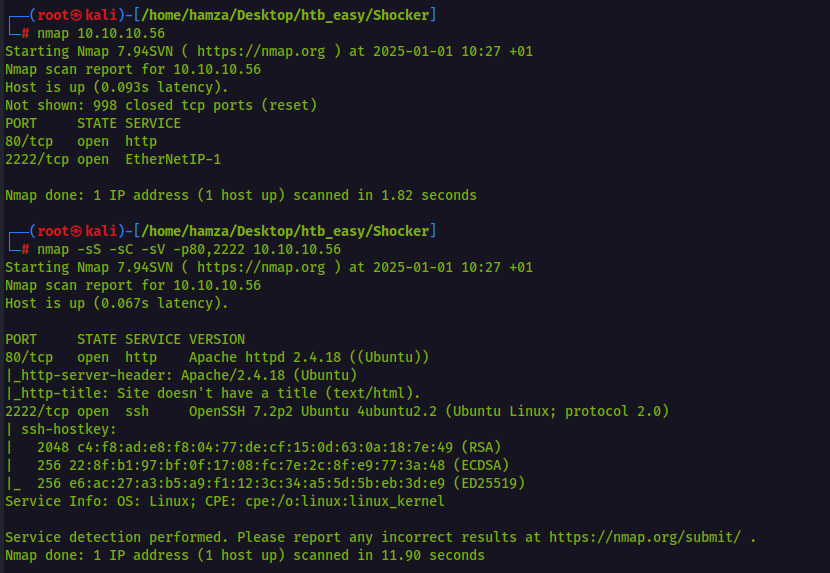 ┌──(root㉿kali)-[/home/hamza/Desktop/htb_easy/Shocker]
└─# nmap 10.10.10.56
Starting Nmap 7.94SVN ( https://nmap.org ) at 2025-01-01 10:27 +01
Nmap scan report for 10.10.10.56
Host is up (0.093s latency).
Not shown: 998 closed tcp ports (reset)
PORT     STATE SERVICE
80/tcp   open  http
2222/tcp open  EtherNetIP-1
Nmap done: 1 IP address (1 host up) scanned in 1.82 seconds
┌──(root㉿kali)-[/home/hamza/Desktop/htb_easy/Shocker]
└─# nmap -sS -sC -sV -p80,2222 10.10.10.56
Starting Nmap 7.94SVN ( https://nmap.org ) at 2025-01-01 10:27 +01
Nmap scan report for 10.10.10.56
Host is up (0.067s latency).
PORT     STATE SERVICE VERSION
80/tcp   open  http    Apache httpd 2.4.18 ((Ubuntu))
|_http-server-header: Apache/2.4.18 (Ubuntu)
|_http-title: Site doesn't have a title (text/html).
2222/tcp open  ssh     OpenSSH 7.2p2 Ubuntu 4ubuntu2.2 (Ubuntu Linux; protocol 2.0)
| ssh-hostkey:
|   2048 c4:f8:ad:e8:f8:04:77:de:cf:15:0d:63:0a:18:7e:49 (RSA)
|   256 22:8f:b1:97:bf:0f:17:08:fc:7e:2c:8f:e9:77:3a:48 (ECDSA)
|_  256 e6:ac:27:a3:b5:a9:f1:12:3c:34:a5:5d:5b:eb:3d:e9 (ED25519)
Service Info: OS: Linux; CPE: cpe:/o:linux:linux_kernel
Service detection performed. Please report any incorrect results at https://nmap.org/submit/ .
Nmap done: 1 IP address (1 host up) scanned in 11.90 seconds